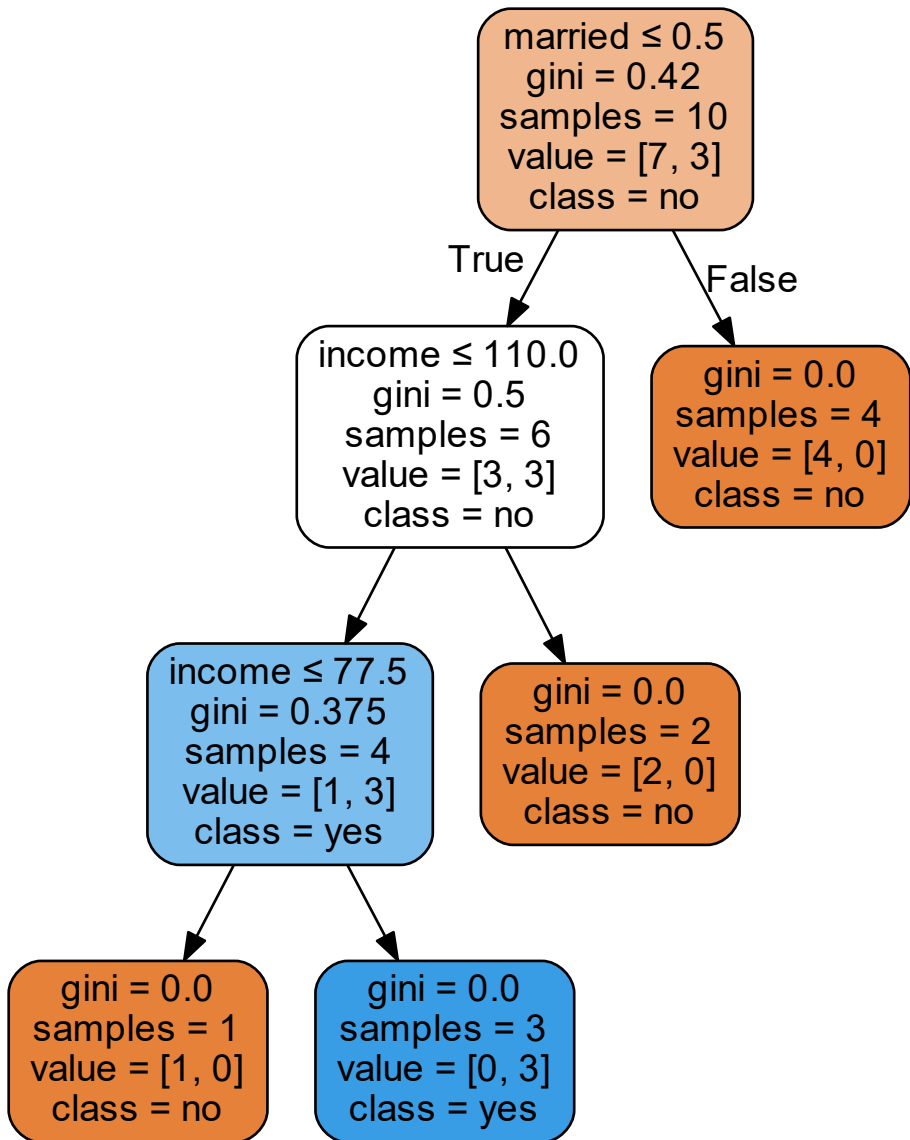 married ≤ 0.5
gini = 0.42
samples = 10
value = [7, 3]
class = no
True
False
income ≤ 110.0
gini = 0.5
samples = 6
value = [3, 3]
class = no
gini = 0.0
samples = 4
value = [4, 0]
class = no
income ≤ 77.5
gini = 0.375
samples = 4
value = [1, 3]
class = yes
gini = 0.0
samples = 2
value = [2, 0]
class = no
gini = 0.0
samples = 1
value = [1, 0]
class = no
gini = 0.0
samples = 3
value = [0, 3]
class = yes